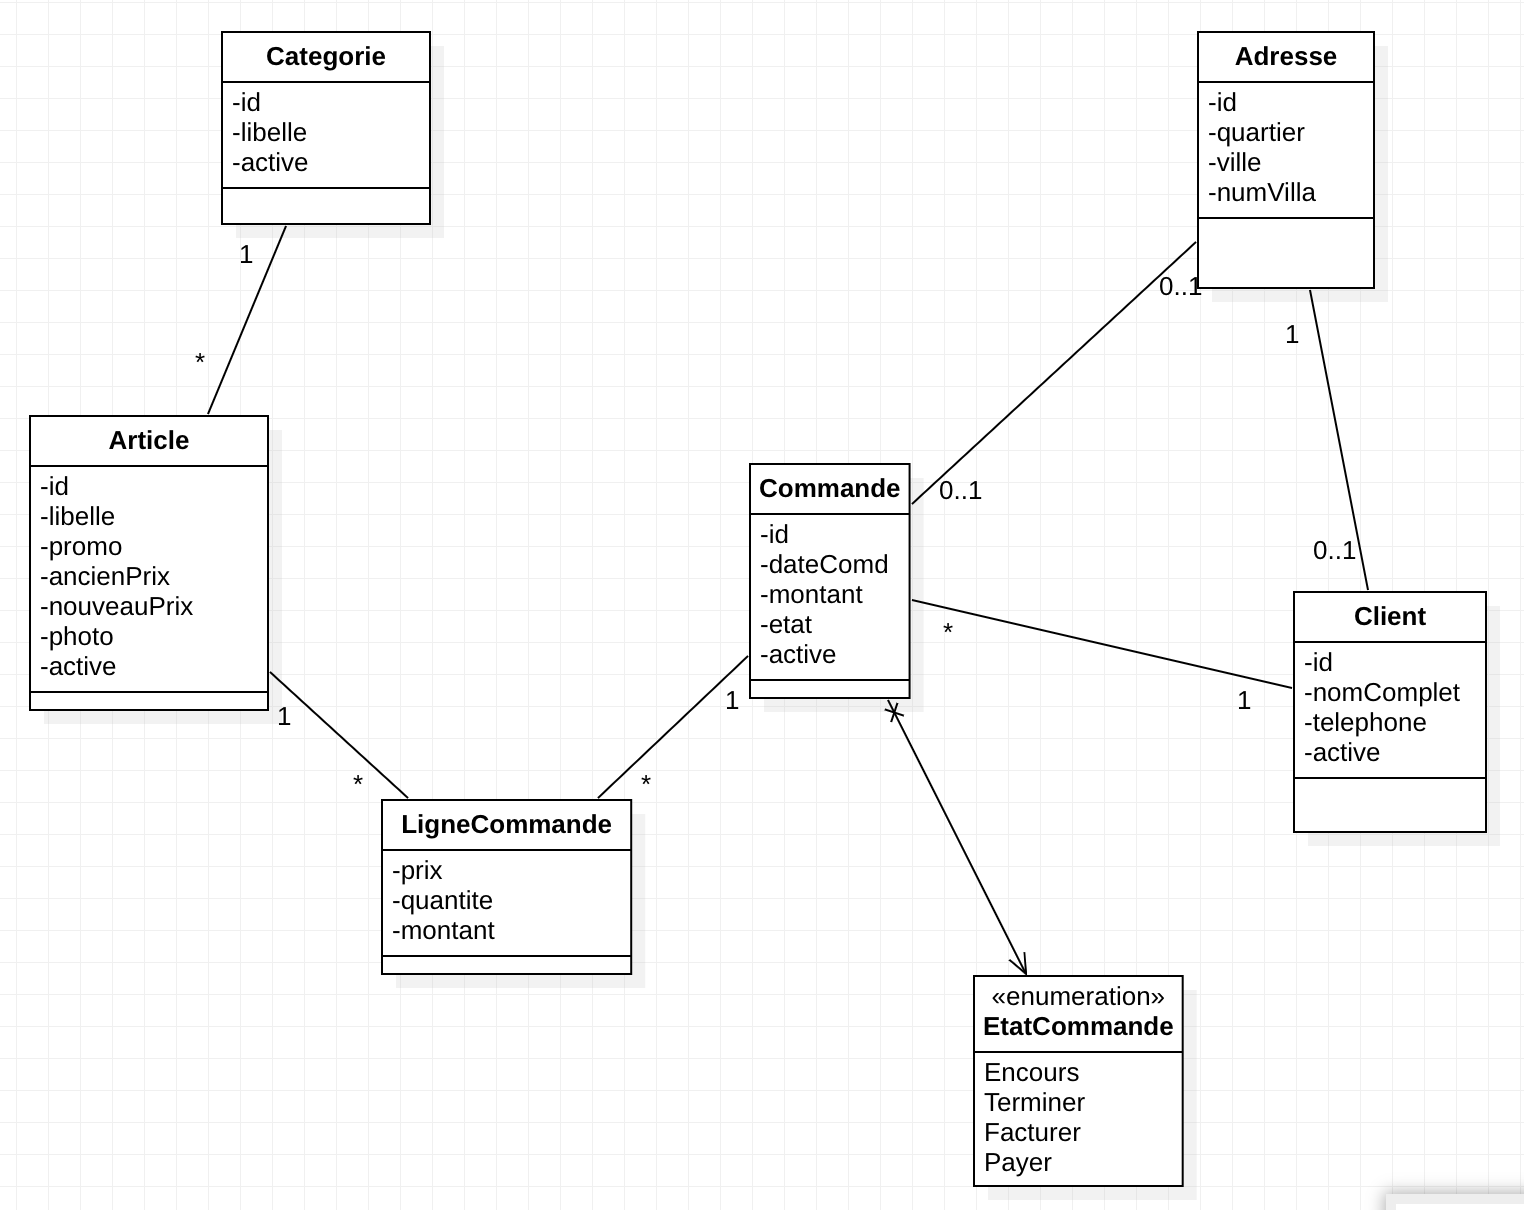 Categorie
-id
-libelle
-active
1
*
Adresse
-id
-quartier
-ville
-numVilla
0..1
1
Article
-id
-libelle
-promo
-ancienPrix
-nouveauPrix
-photo
-active
1
*
Commande
-id
-dateComd
-montant
-etat
-active
0..1
*
1
0..1
1
Client
-id
-nomComplet
-telephone
-active
*
LigneCommande
-prix
-quantite
-montant
«enumeration»
EtatCommande
Encours
Terminer
Facturer
Payer